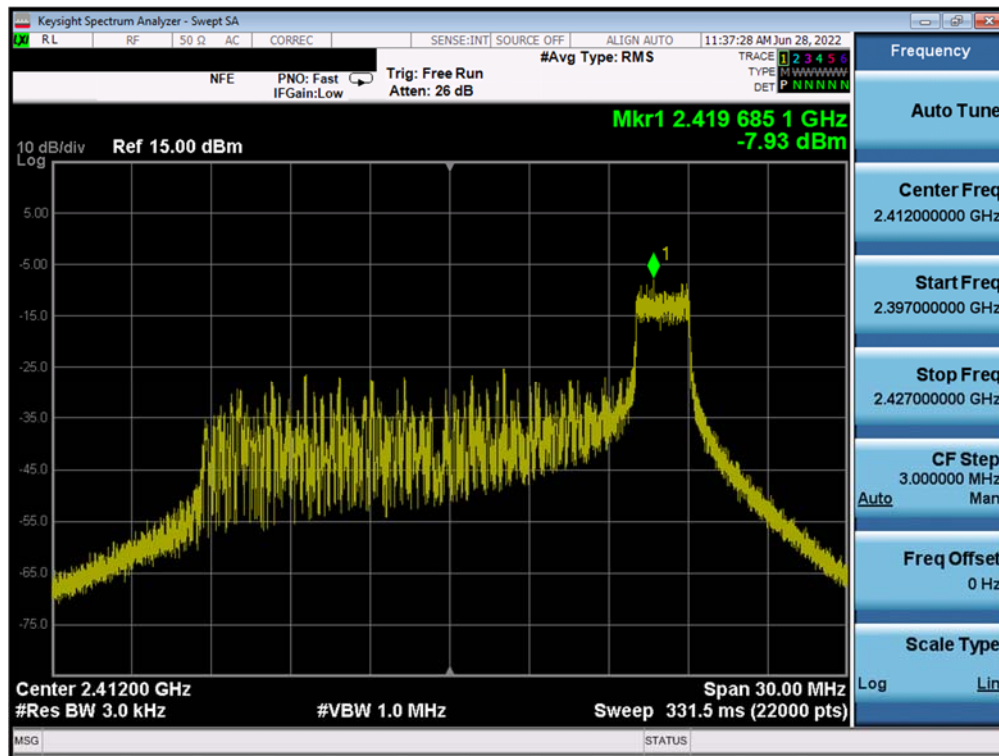 Keysight Spectrum Analyzer - Swept SA
LXI RL RF 50 Ω AC CORREC SENSE:INT SOURCE OFF ALIGN AUTO 11:37:28 AM Jun 28, 2022
NFE PNO: Fast Trig: Free Run #Avg Type: RMS TRACE 1 2 3 4 5 6
IFGain:Low Atten: 26 dB TYPE M W W W W W
DET P N N N N N
Mkr1 2.419 685 1 GHz
-7.93 dBm
10 dB/div Ref 15.00 dBm
Log
1
5.00
-5.00
-15.0
-25.0
-35.0
-45.0
-55.0
-65.0
-75.0
Center 2.41200 GHz Span 30.00 MHz
#Res BW 3.0 kHz #VBW 1.0 MHz Sweep 331.5 ms (22000 pts)
MSG STATUS
Frequency
Auto Tune
Center Freq
2.412000000 GHz
Start Freq
2.397000000 GHz
Stop Freq
2.427000000 GHz
CF Step
3.000000 MHz
Auto Man
Freq Offset
0 Hz
Scale Type
Log Lin